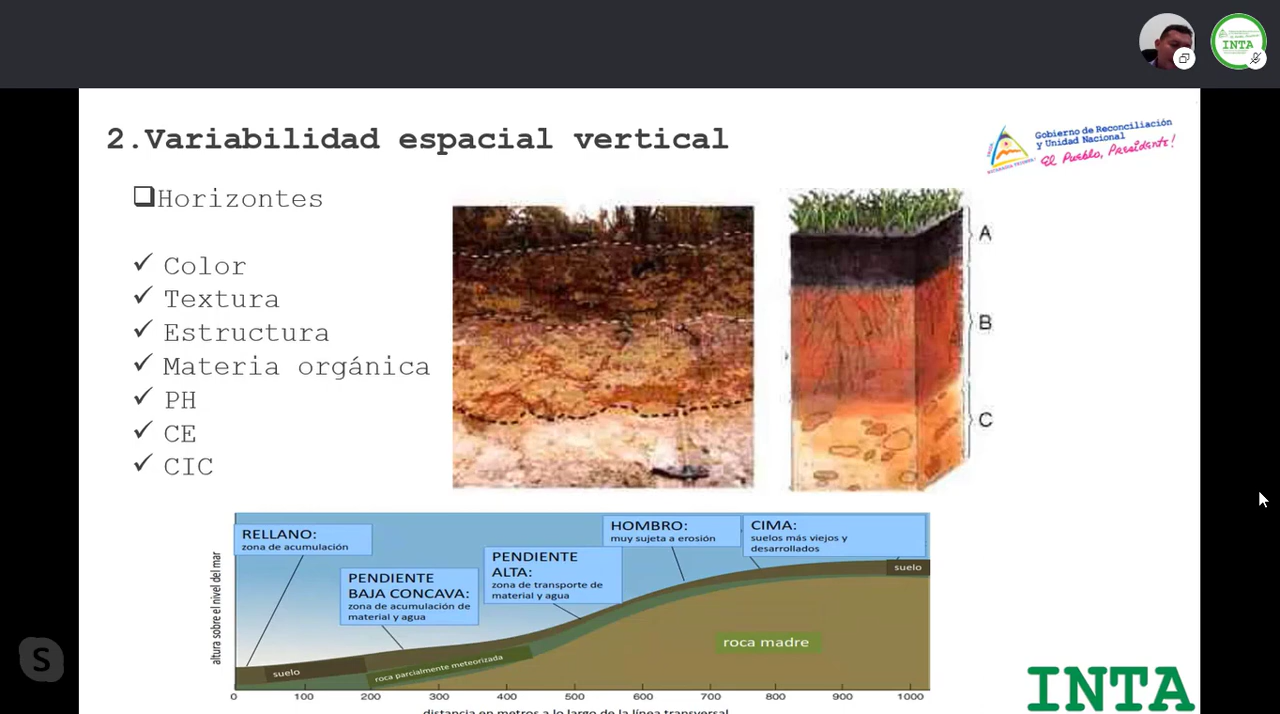 INTA
2.Variabilidad espacial vertical
Gobierno de Reconciliación
y Unidad Nacional
El Pueblo, Presidente!
Horizontes
Color
Textura
Estructura
Materia orgánica
PH
CE
CIC
A
B
C
altura sobre el nivel del mar
RELLANO:
zona de acumulación
PENDIENTE
BAJA CONCAVA:
zona de acumulación de
material y agua
PENDIENTE
ALTA:
zona de transporte de
material y agua
HOMBRO:
muy sujeta a erosión
CIMA:
suelos más viejos y
desarrollados
suelo
roca madre
suelo
roca parcialmente meteorizada
0 100 200 300 400 500 600 700 800 900 1000
distancia en metros a lo largo de la línea transversal
INTA
S